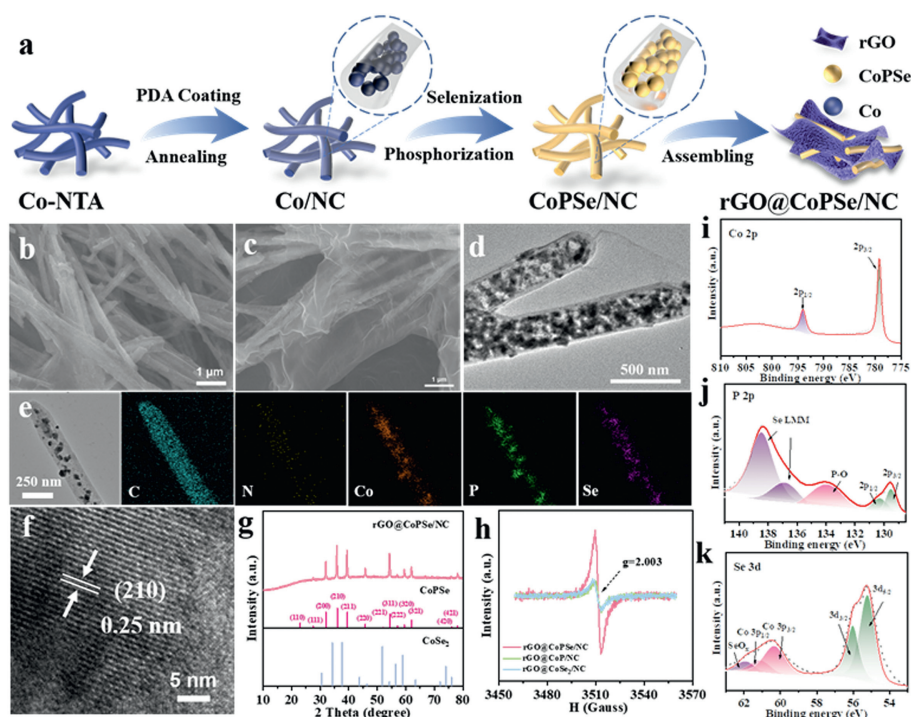 a
PDA Coating
Annealing
Selenization
Phosphorization
Assembling
rGO
CoPSe
Co
Co-NTA
Co/NC
CoPSe/NC
rGO@CoPSe/NC
b
1 μm
c
1 μm
d
500 nm
e
250 nm
C
N
Co
P
Se
f
(210)
0.25 nm
5 nm
g
Intensity (a.u.)
rGO@CoPSe/NC
CoPSe
(110)
(111)
(200)
(210)
(211)
(220)
(221)
(311)
(222)
(320)
(321)
(420)
(421)
CoSe2
10 20 30 40 50 60 70 80
2 Theta (degree)
h
Intensity (a.u.)
g=2.003
rGO@CoPSe/NC
rGO@CoP/NC
rGO@CoSe2/NC
3450 3510 3570
H (Gauss)
i
Co 2p
2p3/2
2p1/2
Intensity (a.u.)
810 805 800 795 790 785 780 775
Binding energy (eV)
j
P 2p
Se LMM
P-O
2p1/2
2p3/2
Intensity (a.u.)
140 138 136 134 132 130
Binding energy (eV)
k
Se 3d
3d5/2
3d3/2
Co 3p3/2
Co 3p1/2
SeOx
Intensity (a.u.)
62 60 58 56 54
Binding energy (eV)